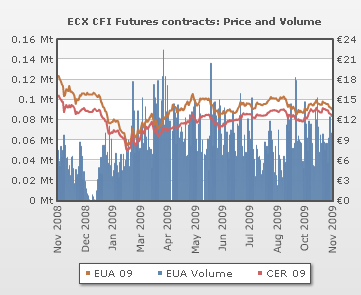 ECX CFI Futures contracts: Price and Volume
0.16 Mt €24
0.14 Mt €21
0.12 Mt €18
0.1 Mt €15
0.08 Mt €12
0.06 Mt €9
0.04 Mt €6
0.02 Mt €3
0 Mt €0
Nov 2008 Dec 2008 Jan 2009 Feb 2009 Mar 2009 Apr 2009 May 2009 Jun 2009 Jul 2009 Aug 2009 Oct 2009 Nov 2009
EUA 09 EUA Volume CER 09